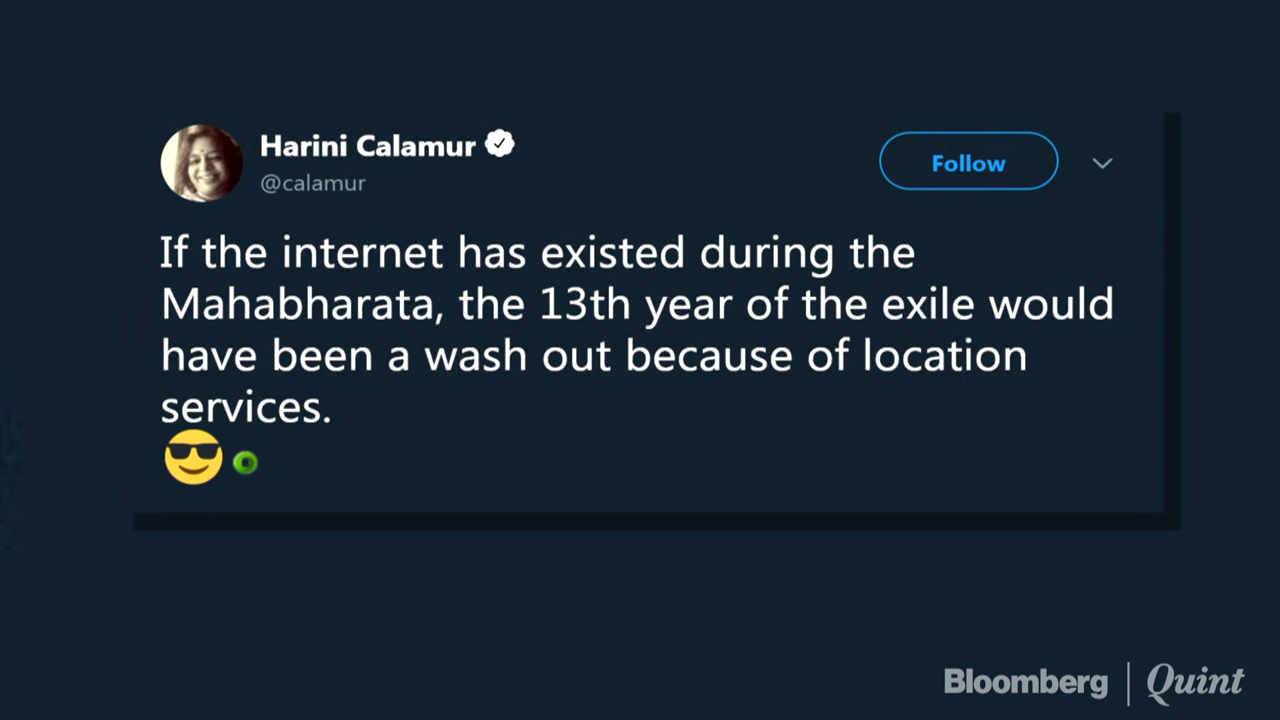 Harini Calamur
@calamur
Follow
If the internet has existed during the
Mahabharata, the 13th year of the exile would
have been a wash out because of location
services.
Bloomberg | Quint